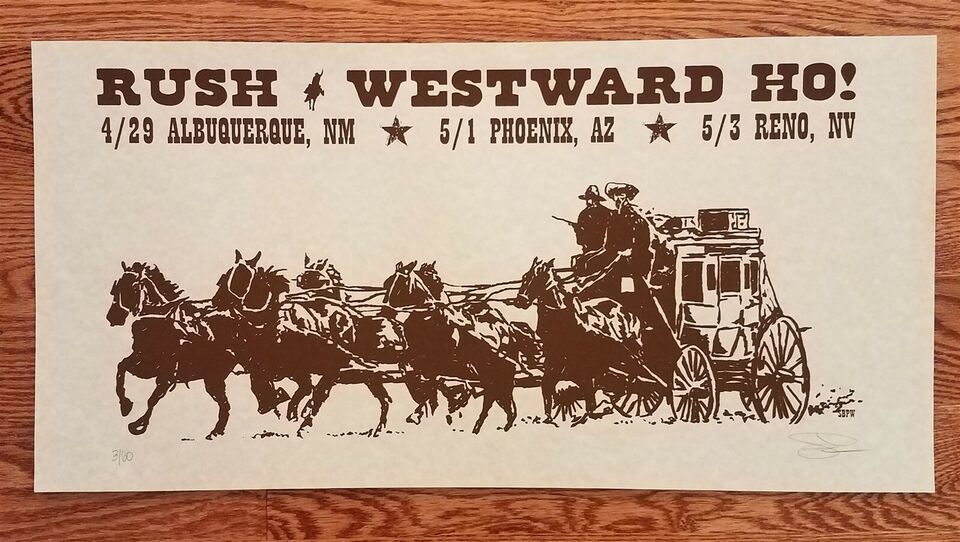 RUSH WESTWARD HO!
4/29 ALBUQUERQUE, NM 5/1 PHOENIX, AZ 5/3 RENO, NV
SBPW
3/60